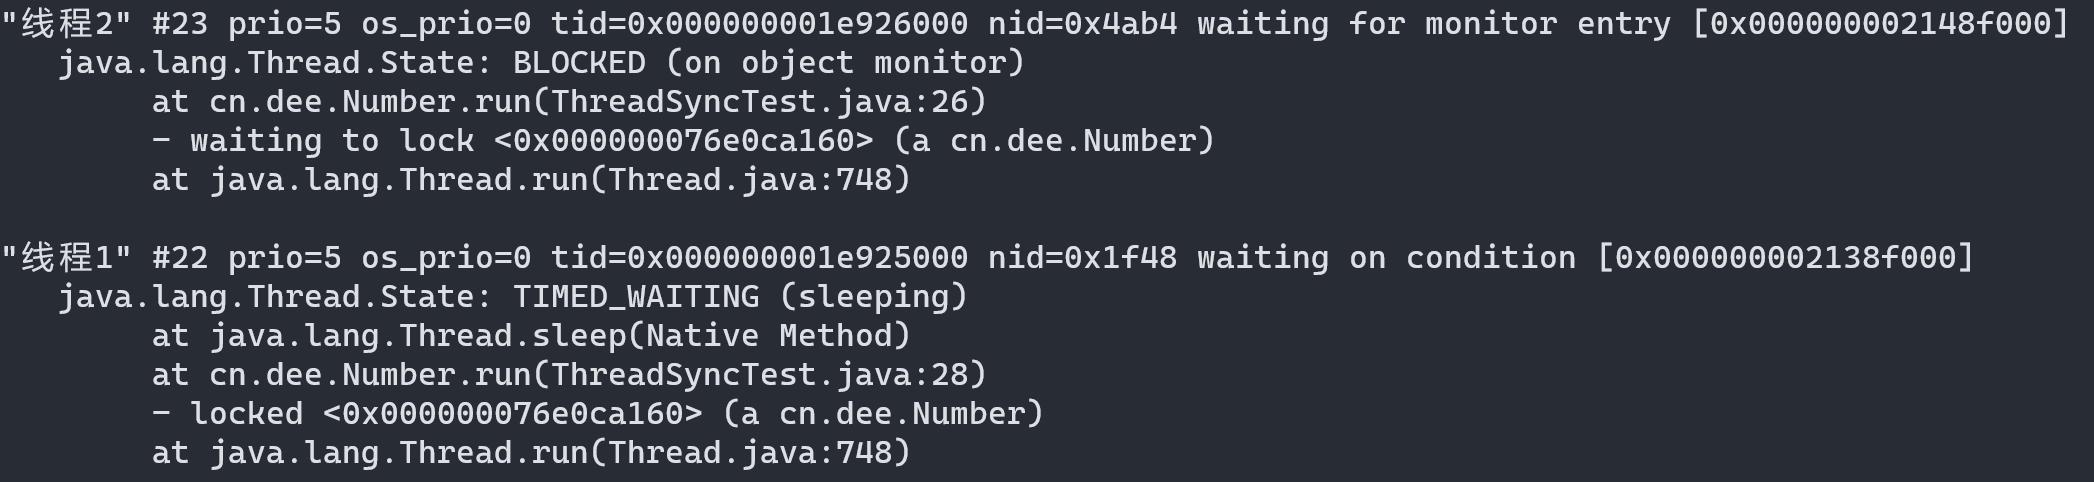 "线程2" #23 prio=5 os_prio=0 tid=0x000000001e926000 nid=0x4ab4 waiting for monitor entry [0x000000002148f000]
java.lang.Thread.State: BLOCKED (on object monitor)
at cn.dee.Number.run(ThreadSyncTest.java:26)
- waiting to lock <0x000000076e0ca160> (a cn.dee.Number)
at java.lang.Thread.run(Thread.java:748)
"线程1" #22 prio=5 os_prio=0 tid=0x000000001e925000 nid=0x1f48 waiting on condition [0x000000002138f000]
java.lang.Thread.State: TIMED_WAITING (sleeping)
at java.lang.Thread.sleep(Native Method)
at cn.dee.Number.run(ThreadSyncTest.java:28)
- locked <0x000000076e0ca160> (a cn.dee.Number)
at java.lang.Thread.run(Thread.java:748)